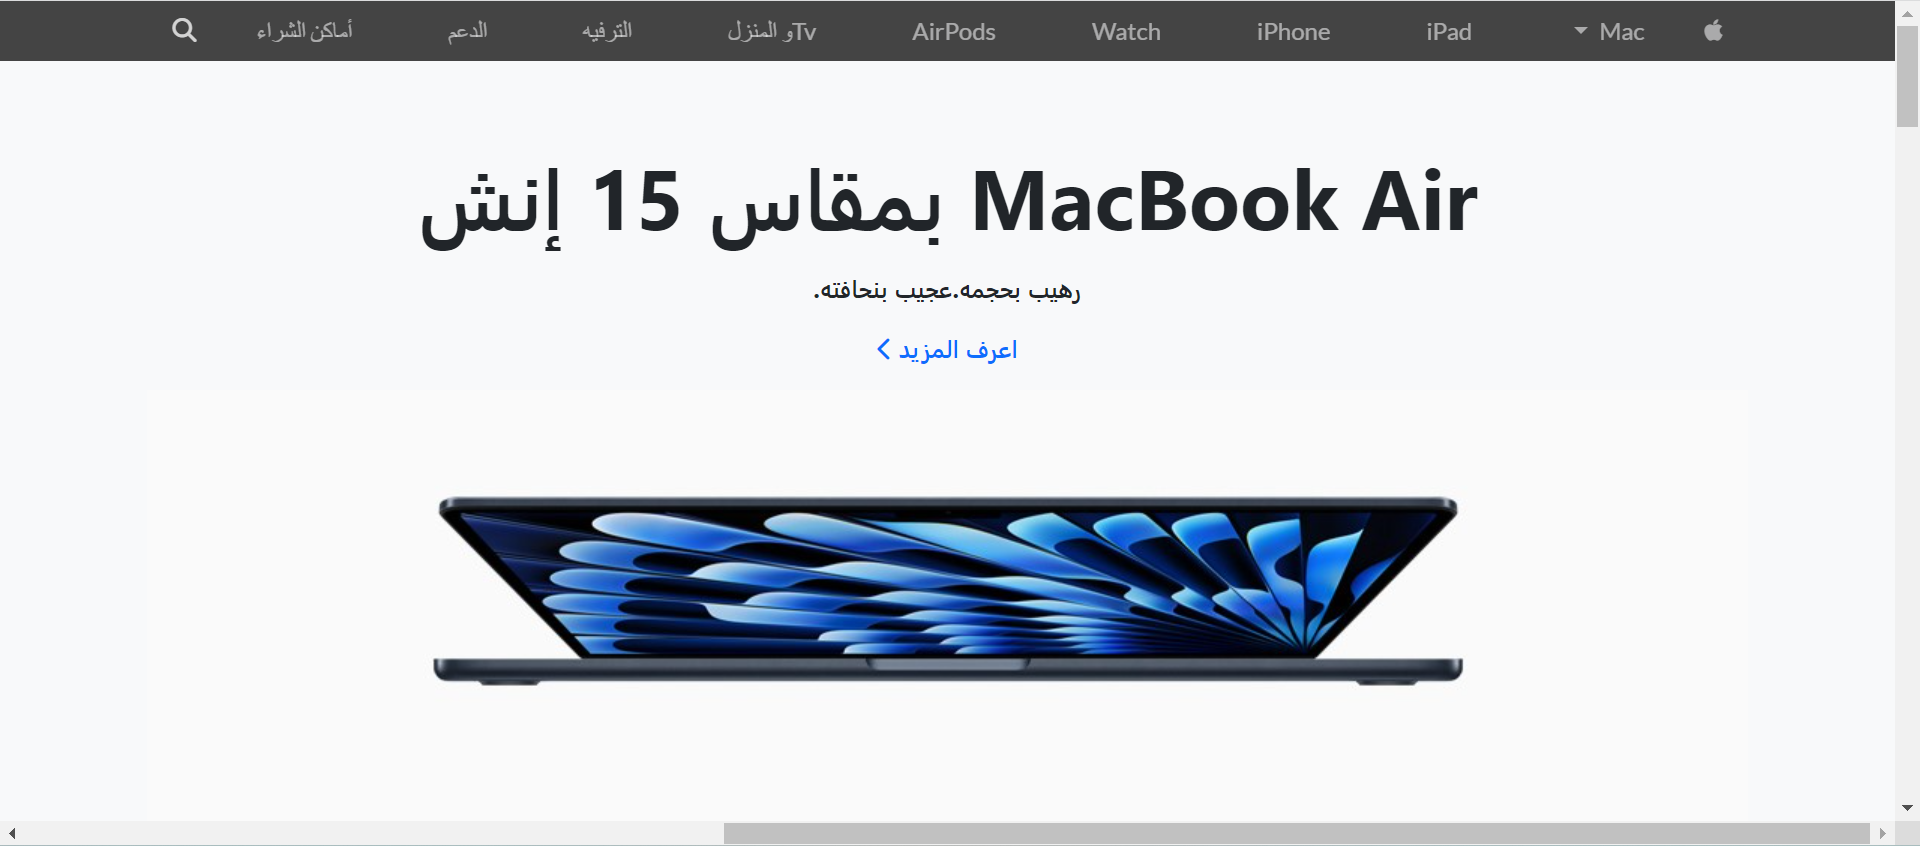 Mac iPad iPhone Watch AirPods Tvو المنزل الترفيه الدعم أماكن الشراء
MacBook Air بمقاس 15 إنش
رهيب بحجمه.عجيب بنحافته.
اعرف المزيد